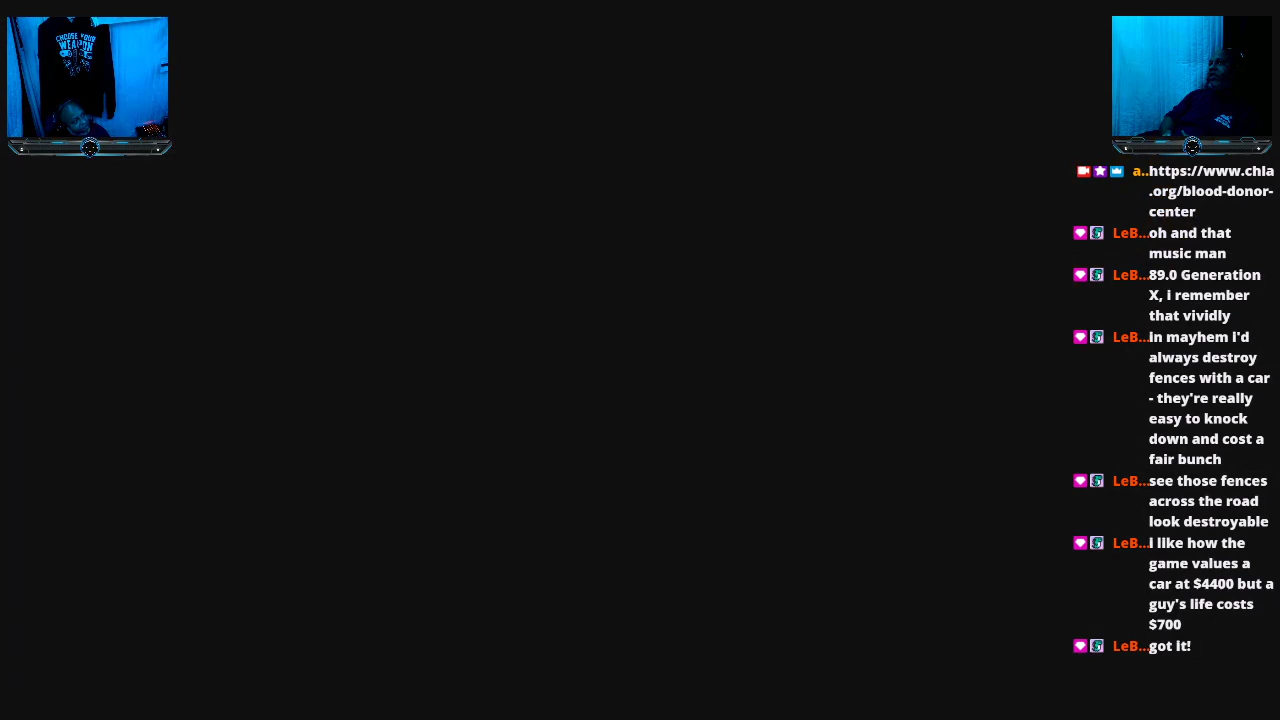 CHOOSE YOUR
WEAPON
a..https://www.chla
.org/blood-donor-
center
LeB...oh and that
music man
LeB...89.0 Generation
X, i remember
that vividly
LeB...in mayhem i'd
always destroy
fences with a car
- they're really
easy to knock
down and cost a
fair bunch
LeB...see those fences
across the road
look destroyable
LeB...i like how the
game values a
car at $4400 but a
guy's life costs
$700
LeB...got it!